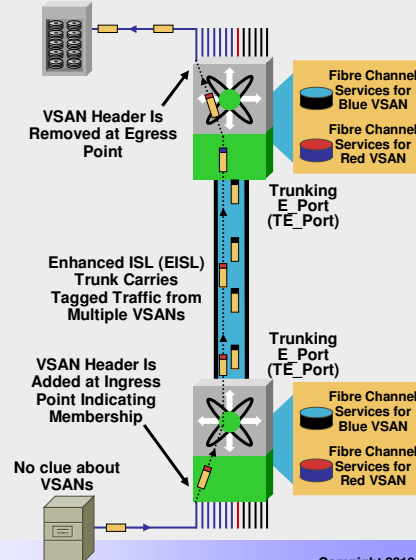 Fibre Channel
Services for
Blue VSAN
VSAN Header Is
Removed at Egress
Point
Fibre Channel
Services for
Red VSAN
Trunking
E_Port
(TE_Port)
Enhanced ISL (EISL)
Trunk Carries
Tagged Traffic from
Multiple VSANs
Trunking
E_Port
(TE_Port)
VSAN Header Is
Added at Ingress
Point Indicating
Membership
Fibre Channel
Services for
Blue VSAN
Fibre Channel
Services for
Red VSAN
No clue about
VSANs